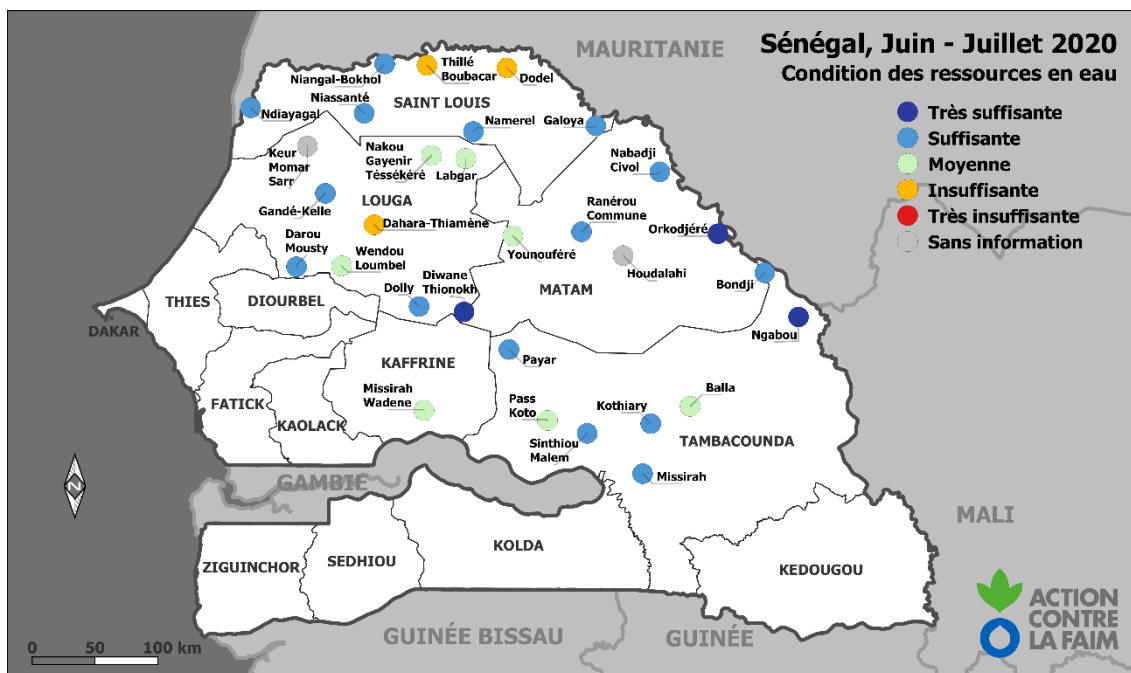 MAURITANIE
Sénégal, Juin - Juillet 2020
Condition des ressources en eau
Très suffisante
Suffisante
Moyenne
Insuffisante
Très insuffisante
Sans information
Niangal-Bokhol
Thillé
Boubacar
Dodel
Niassanté
SAINT LOUIS
Ndiayagal
Namerel
Galoya
Keur
Momar
Sarr
Nakou
Gayenir
Téssékéré
Labgar
Nabadji
Civol
Gandé-Kelle
LOUGA
Ranérou
Commune
Dahara-Thiamène
Orkodjéré
Darou
Mousty
Wendou
Loumbel
Younouféré
Houdalahi
Diwane
Thionokh
Dolly
MATAM
Bondji
THIES
DIOURBEL
DAKAR
Ngabou
KAFFRINE
Payar
Missirah
Wadene
Pass
Koto
Balla
FATICK
KAOLACK
Kothiary
TAMBACOUNDA
Sinthiou
Malem
Missirah
GAMBIE
N
MALI
ZIGUINCHOR
SEDHIOU
KOLDA
KEDOUGOU
GUINÉE BISSAU
GUINÉE
ACTION
CONTRE
LA FAIM
0 50 100 km